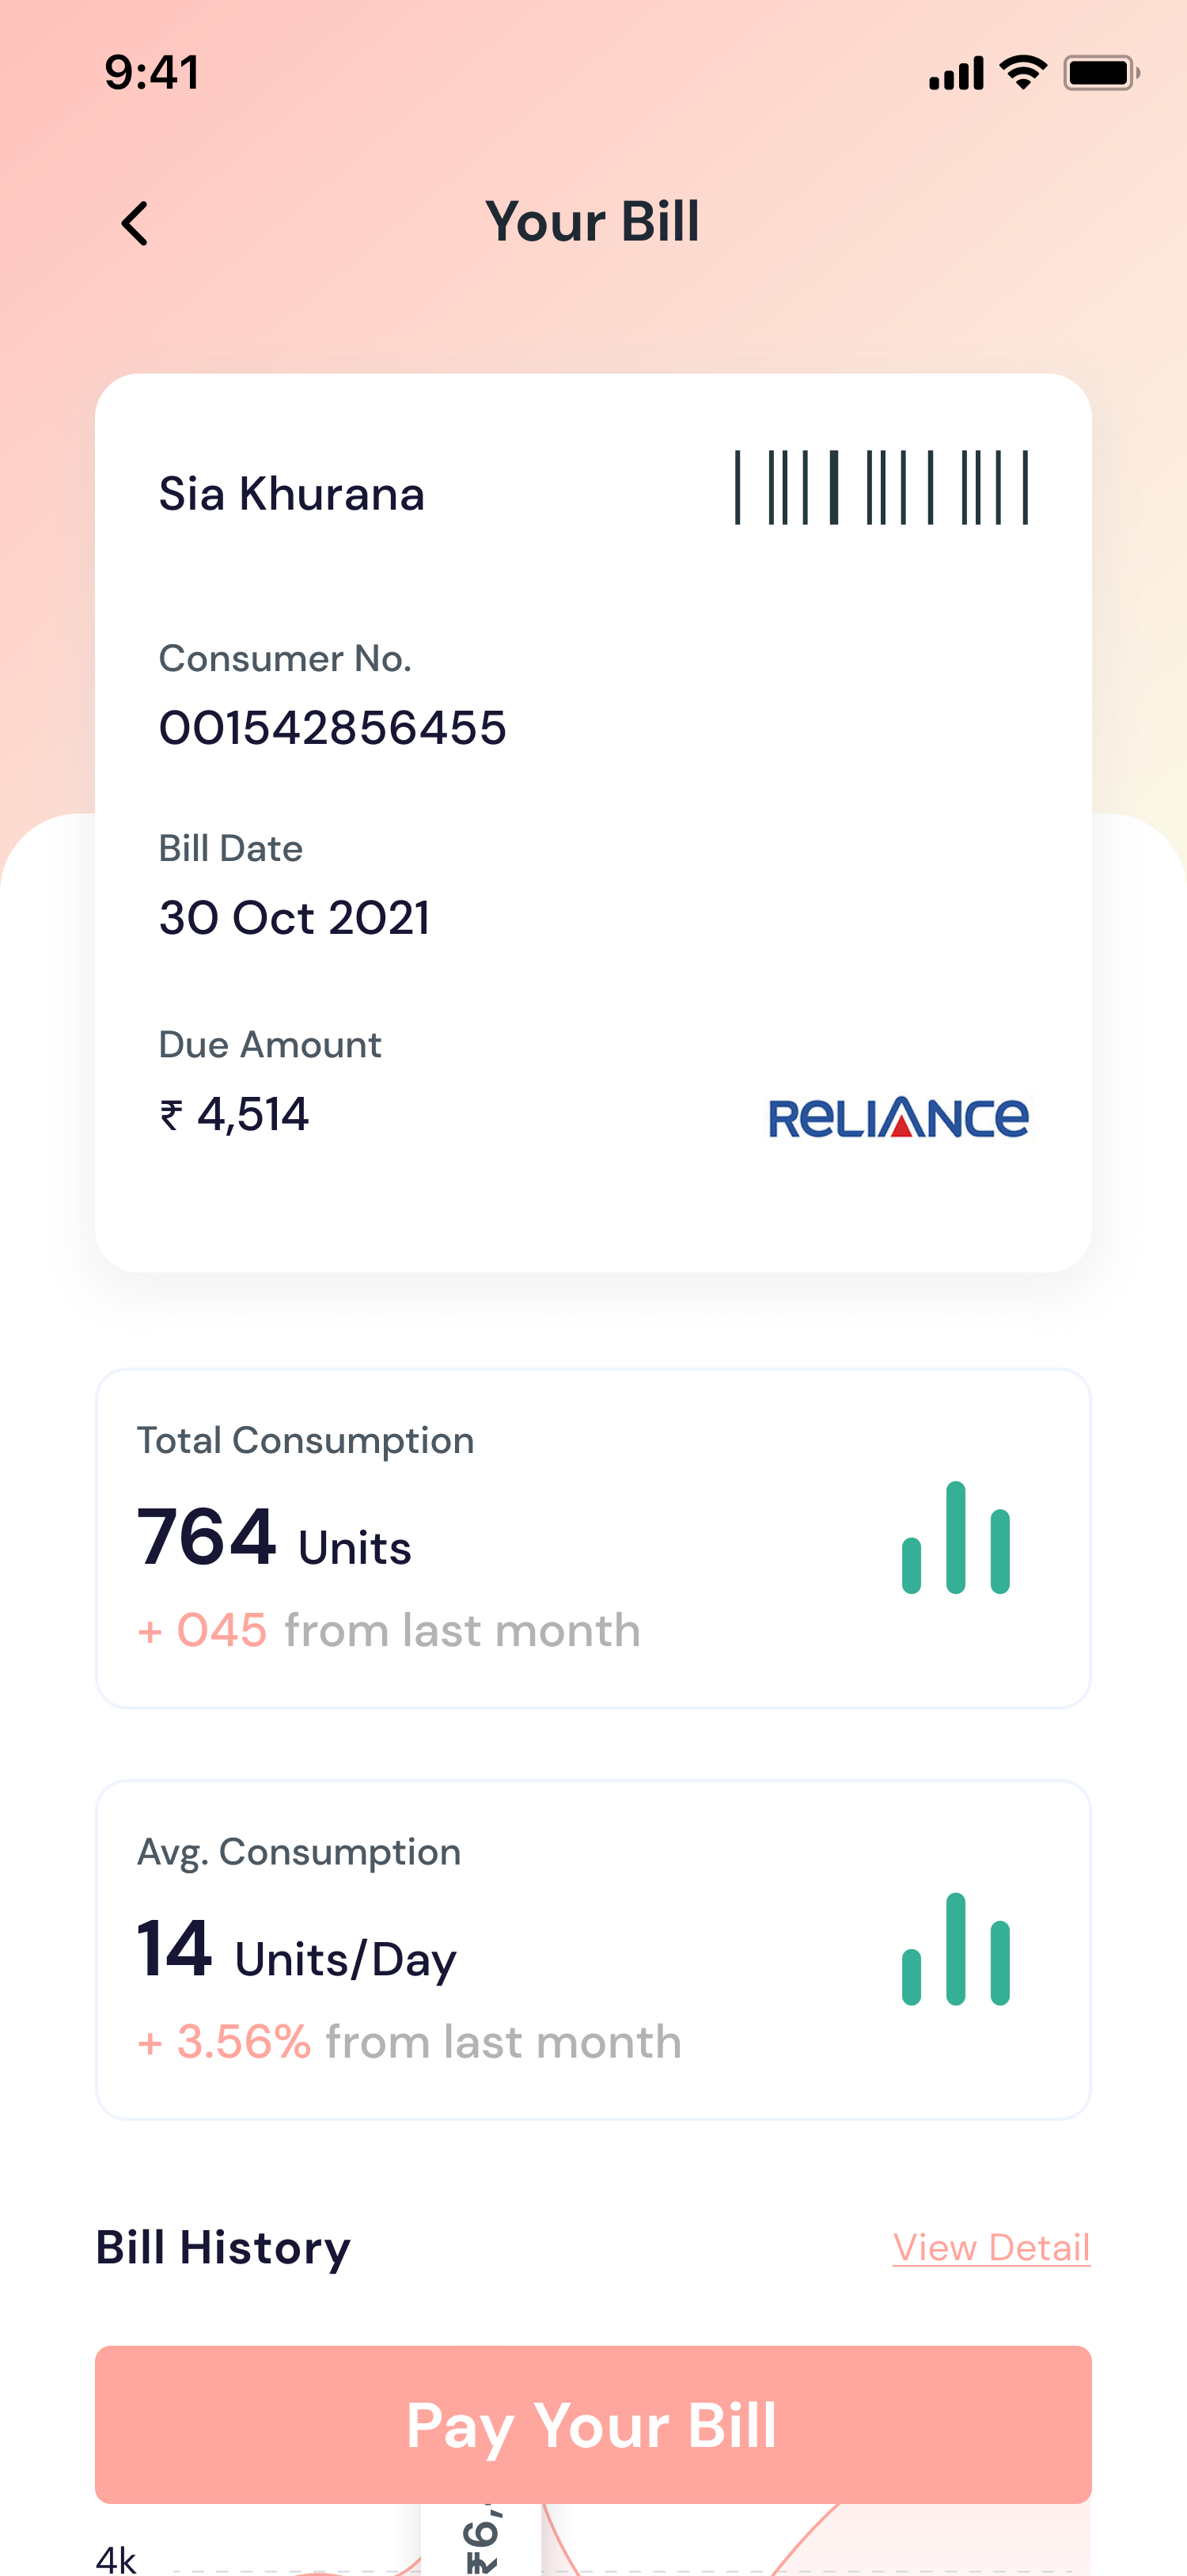 9:41
Your Bill
Sia Khurana
Consumer No.
001542856455
Bill Date
30 Oct 2021
Due Amount
₹ 4,514
RELIANCE
Total Consumption
764 Units
+ 045 from last month
Avg. Consumption
14 Units/Day
+ 3.56% from last month
Bill History
View Detail
Pay Your Bill
4k
₹6,